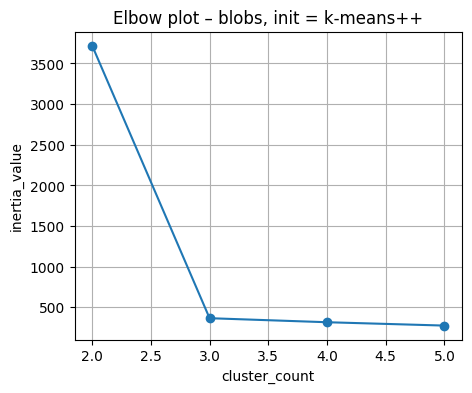 Elbow plot – blobs, init = k-means++
inertia_value
3500
3000
2500
2000
1500
1000
500
2.0 2.5 3.0 3.5 4.0 4.5 5.0
cluster_count